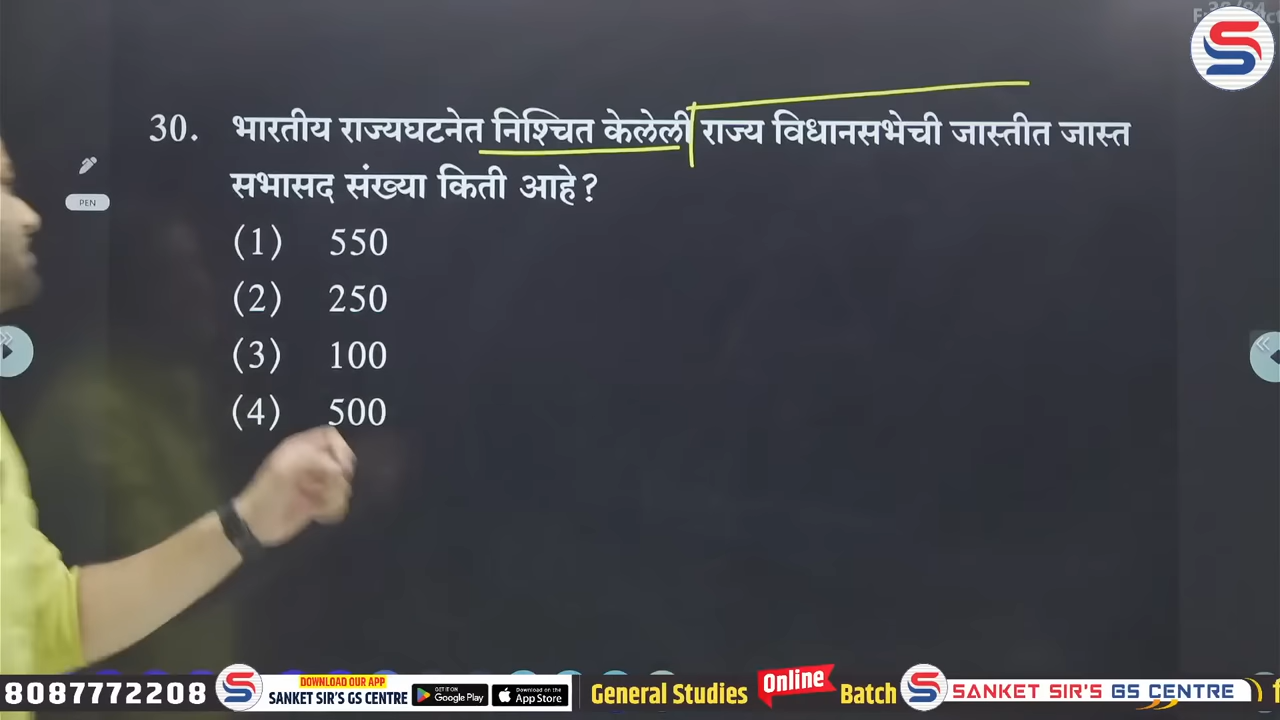 30. भारतीय राज्यघटनेत निश्चित केलेली राज्य विधानसभेची जास्तीत जास्त
सभासद संख्या किती आहे?
PEN
(1) 550
(2) 250
(3) 100
(4) 500
8087772208
DOWNLOAD OUR APP
SANKET SIR'S GS CENTRE
GET IT ON
Google Play
Download on the
App Store
General Studies Online Batch
SANKET SIR'S GS CENTRE